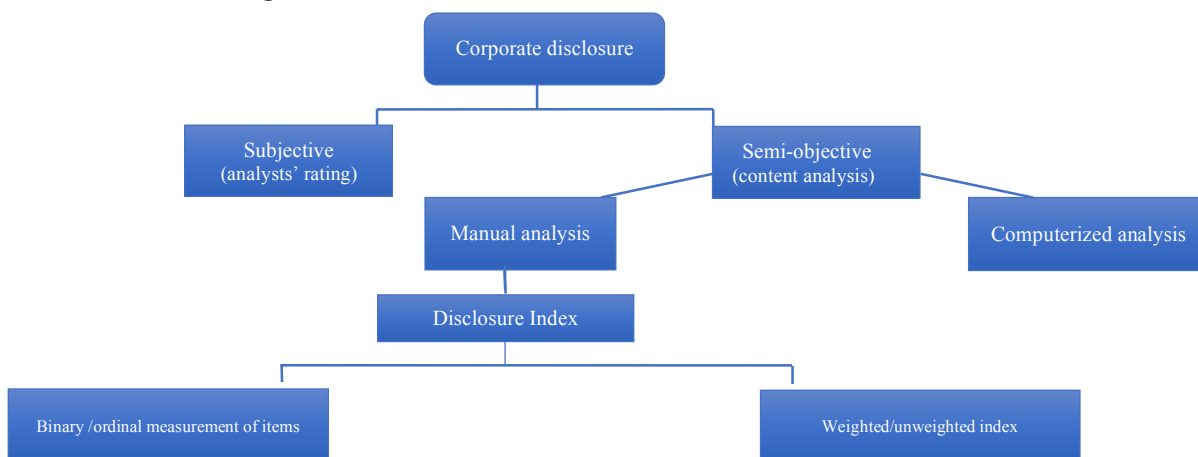 Corporate disclosure
Subjective
(analysts' rating)
Semi-objective
(content analysis)
Manual analysis
Computerized analysis
Disclosure Index
Binary /ordinal measurement of items
Weighted/unweighted index